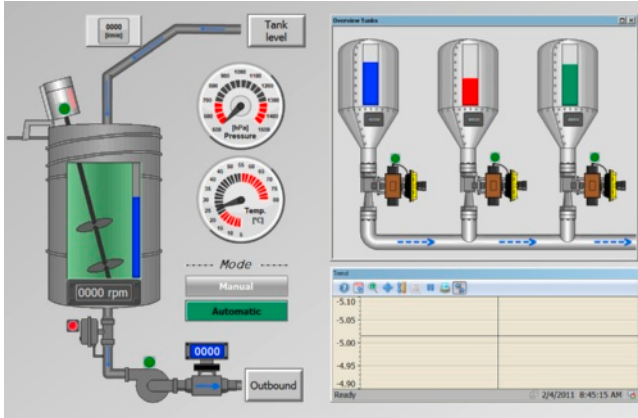 0000
[l/min]
Tank
level
[hPa]
Pressure
Temp.
[°C]
Mode
Manual
Automatic
0000 rpm
0000
Outbound
Overview Tanks
Trend
-5.10
-5.05
-5.00
-4.95
-4.90
Ready
2/4/2011 8:45:15 AM